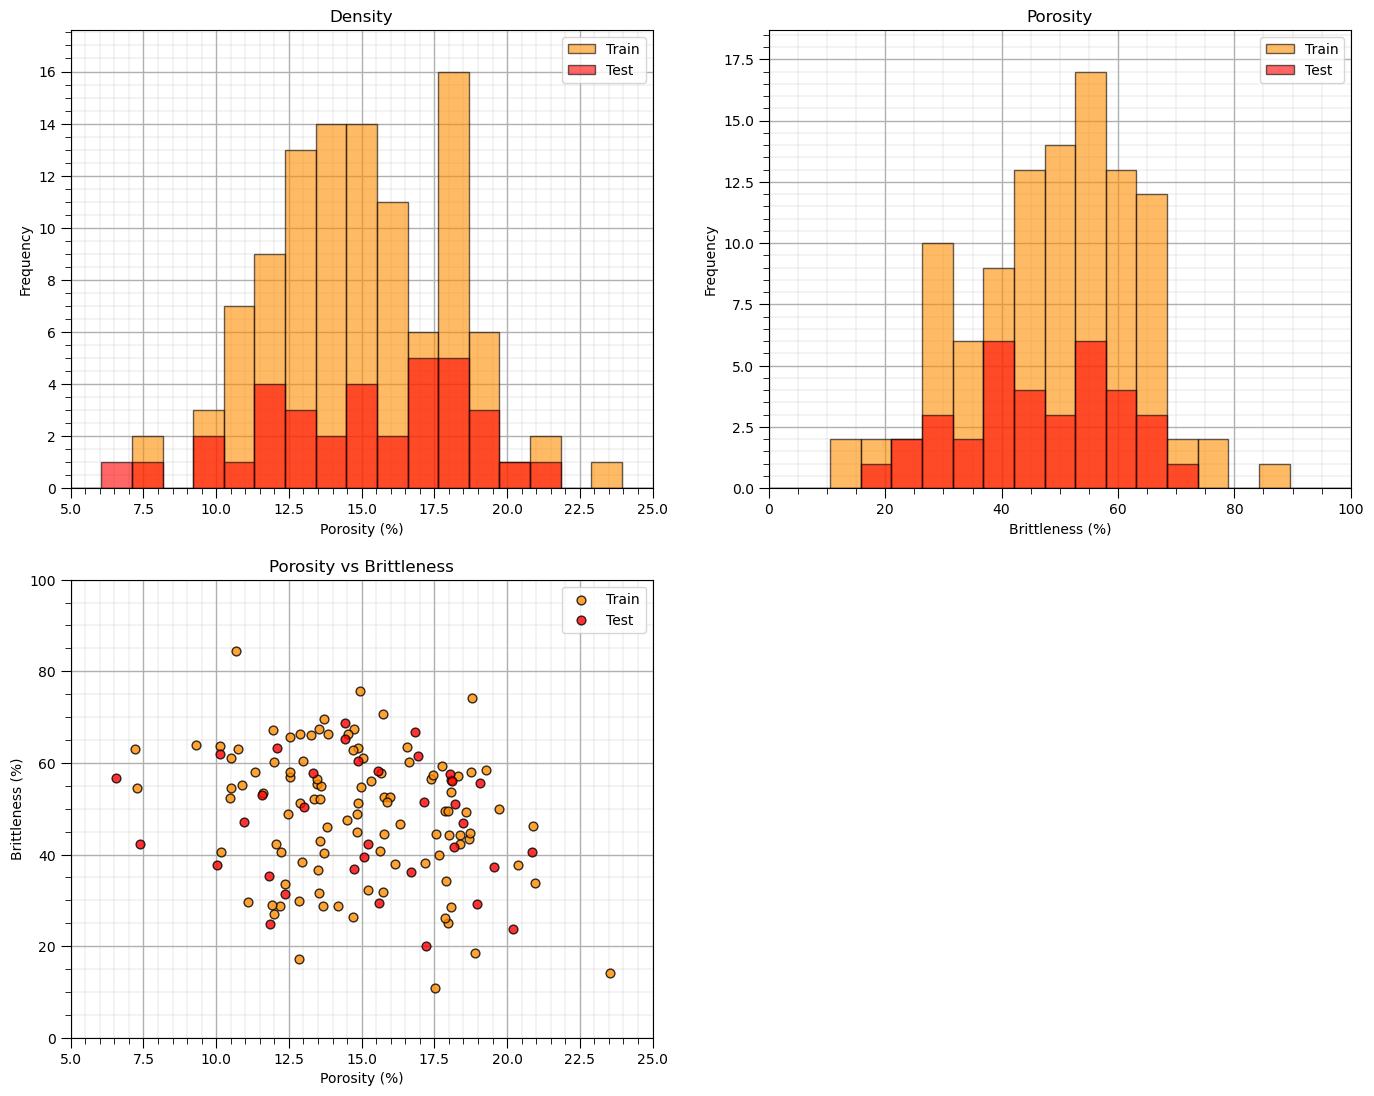 Density
Train
Test
16
14
12
10
8
6
4
2
0
Frequency
5.0 7.5 10.0 12.5 15.0 17.5 20.0 22.5 25.0
Porosity (%)
Porosity
Train
Test
17.5
15.0
12.5
10.0
7.5
5.0
2.5
0.0
Frequency
0 20 40 60 80 100
Brittleness (%)
Porosity vs Brittleness
Train
Test
100
80
60
40
20
0
Brittleness (%)
5.0 7.5 10.0 12.5 15.0 17.5 20.0 22.5 25.0
Porosity (%)